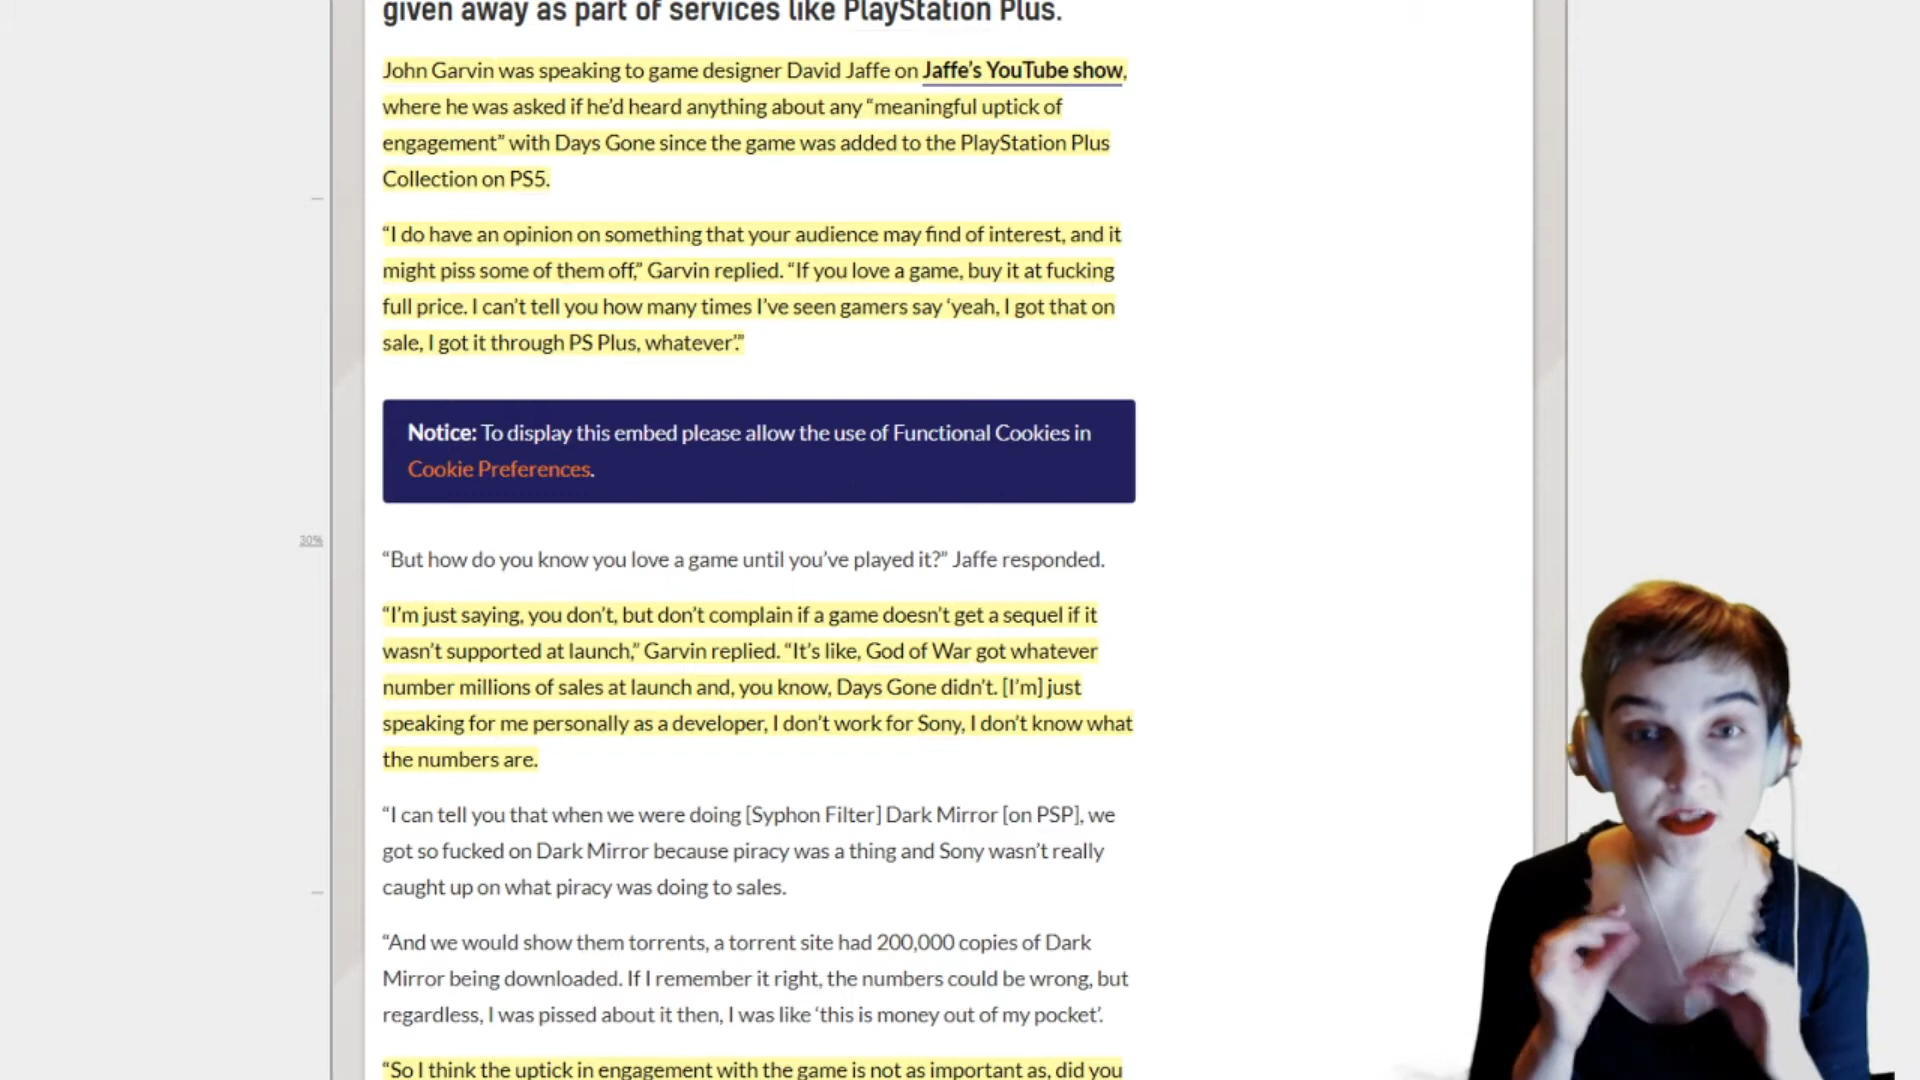 given away as part of services like PlayStation Plus.
John Garvin was speaking to game designer David Jaffe on Jaffe’s YouTube show,
where he was asked if he’d heard anything about any “meaningful uptick of
engagement” with Days Gone since the game was added to the PlayStation Plus
Collection on PS5.
“I do have an opinion on something that your audience may find of interest, and it
might piss some of them off,” Garvin replied. “If you love a game, buy it at fucking
full price. I can’t tell you how many times I’ve seen gamers say ‘yeah, I got that on
sale, I got it through PS Plus, whatever’.”
Notice: To display this embed please allow the use of Functional Cookies in
Cookie Preferences.
30%
“But how do you know you love a game until you’ve played it?” Jaffe responded.
“I’m just saying, you don’t, but don’t complain if a game doesn’t get a sequel if it
wasn’t supported at launch,” Garvin replied. “It’s like, God of War got whatever
number millions of sales at launch and, you know, Days Gone didn’t. [I’m] just
speaking for me personally as a developer, I don’t work for Sony, I don’t know what
the numbers are.
“I can tell you that when we were doing [Syphon Filter] Dark Mirror [on PSP], we
got so fucked on Dark Mirror because piracy was a thing and Sony wasn’t really
caught up on what piracy was doing to sales.
“And we would show them torrents, a torrent site had 200,000 copies of Dark
Mirror being downloaded. If I remember it right, the numbers could be wrong, but
regardless, I was pissed about it then, I was like ‘this is money out of my pocket’.
“So I think the uptick in engagement with the game is not as important as, did you